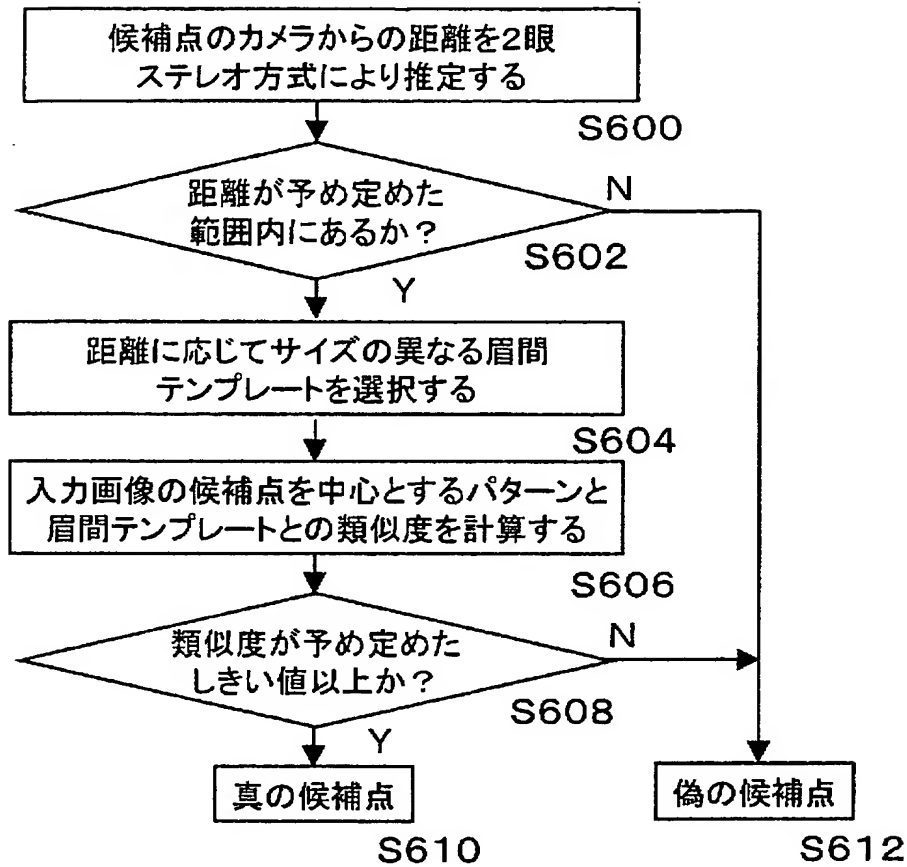 候補点のカメラからの距離を2眼
ステレオ方式により推定する
S600
距離が予め定めた
範囲内にあるか？
N
S602
Y
距離に応じてサイズの異なる眉間
テンプレートを選択する
S604
入力画像の候補点を中心とするパターンと
眉間テンプレートとの類似度を計算する
S606
類似度が予め定めた
しきい値以上か？
N
S608
Y
真の候補点
偽の候補点
S610
S612